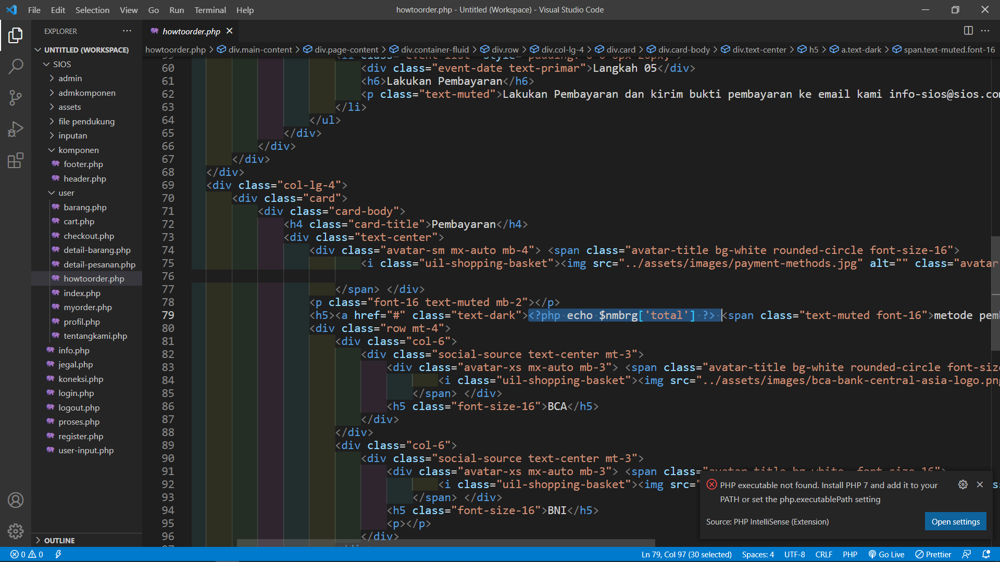 File Edit Selection View Go Run Terminal Help
howtoorder.php - Untitled (Workspace) - Visual Studio Code
EXPLORER
howtoorder.php
UNTITLED (WORKSPACE)
howtoorder.php > div.main-content > div.page-content > div.container-fluid > div.row > div.col-lg-4 > div.card > div.card-body > div.text-center > h5 > a.text-dark > span.text-muted.font-16
SIOS
admin
admkomponen
assets
file pendukung
inputan
komponen
footer.php
header.php
user
barang.php
cart.php
checkout.php
detail-barang.php
detail-pesanan.php
howtoorder.php
index.php
myorder.php
profil.php
tentangkami.php
info.php
jegal.php
koneksi.php
login.php
logout.php
proses.php
register.php
user-input.php
OUTLINE
60 <div class="event-date text-primar">Langkah 05</div>
61 <h6>Lakukan Pembayaran</h6>
62 <p class="text-muted">Lakukan Pembayaran dan kirim bukti pembayaran ke email kami info-sios@sios.co
63 </li>
64 </ul>
65 </div>
66 </div>
67 </div>
68 </div>
69 <div class="col-lg-4">
70 <div class="card">
71 <div class="card-body">
72 <h4 class="card-title">Pembayaran</h4>
73 <div class="text-center">
74 <div class="avatar-sm mx-auto mb-4"> <span class="avatar-title bg-white rounded-circle font-size-16">
75 <i class="uil-shopping-basket"><img src="../assets/images/payment-methods.jpg" alt="" class="avatar
76
77 </span> </div>
78 <p class="font-16 text-muted mb-2"></p>
79 <h5><a href="#" class="text-dark"><?php echo $nmbrg['total'] ?> <span class="text-muted font-16">metode pem
80 <div class="row mt-4">
81 <div class="col-6">
82 <div class="social-source text-center mt-3">
83 <div class="avatar-xs mx-auto mb-3"> <span class="avatar-title bg-white rounded-circle font-siz
84 <i class="uil-shopping-basket"><img src="../assets/images/bca-bank-central-asia-logo.pn
85 </span> </div>
86 <h5 class="font-size-16">BCA</h5>
87 </div>
88 </div>
89 <div class="col-6">
90 <div class="social-source text-center mt-3">
91 <div class="avatar-xs mx-auto mb-3"> <span class=
92 <i class="uil-shopping-basket"><img src="
93 </span> </div>
94 <h5 class="font-size-16">BNI</h5>
95 <p></p>
96 </div>
PHP executable not found. Install PHP 7 and add it to your
PATH or set the php.executablePath setting
Source: PHP IntelliSense (Extension)
Open settings
0 0
Ln 79, Col 97 (30 selected) Spaces: 4 UTF-8 CRLF PHP Go Live Prettier